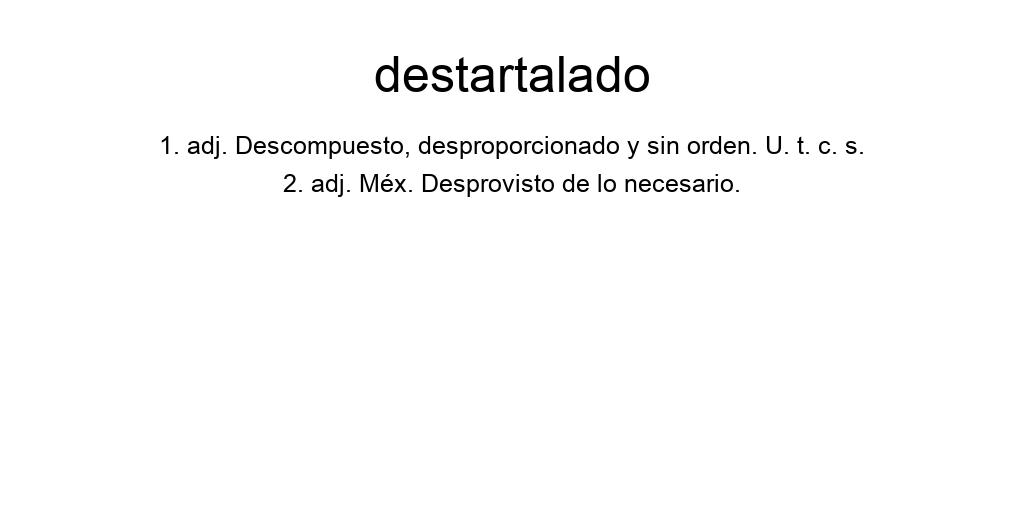 destartalado
1. adj. Descompuesto, desproporcionado y sin orden. U. t. c. s.
2. adj. Méx. Desprovisto de lo necesario.